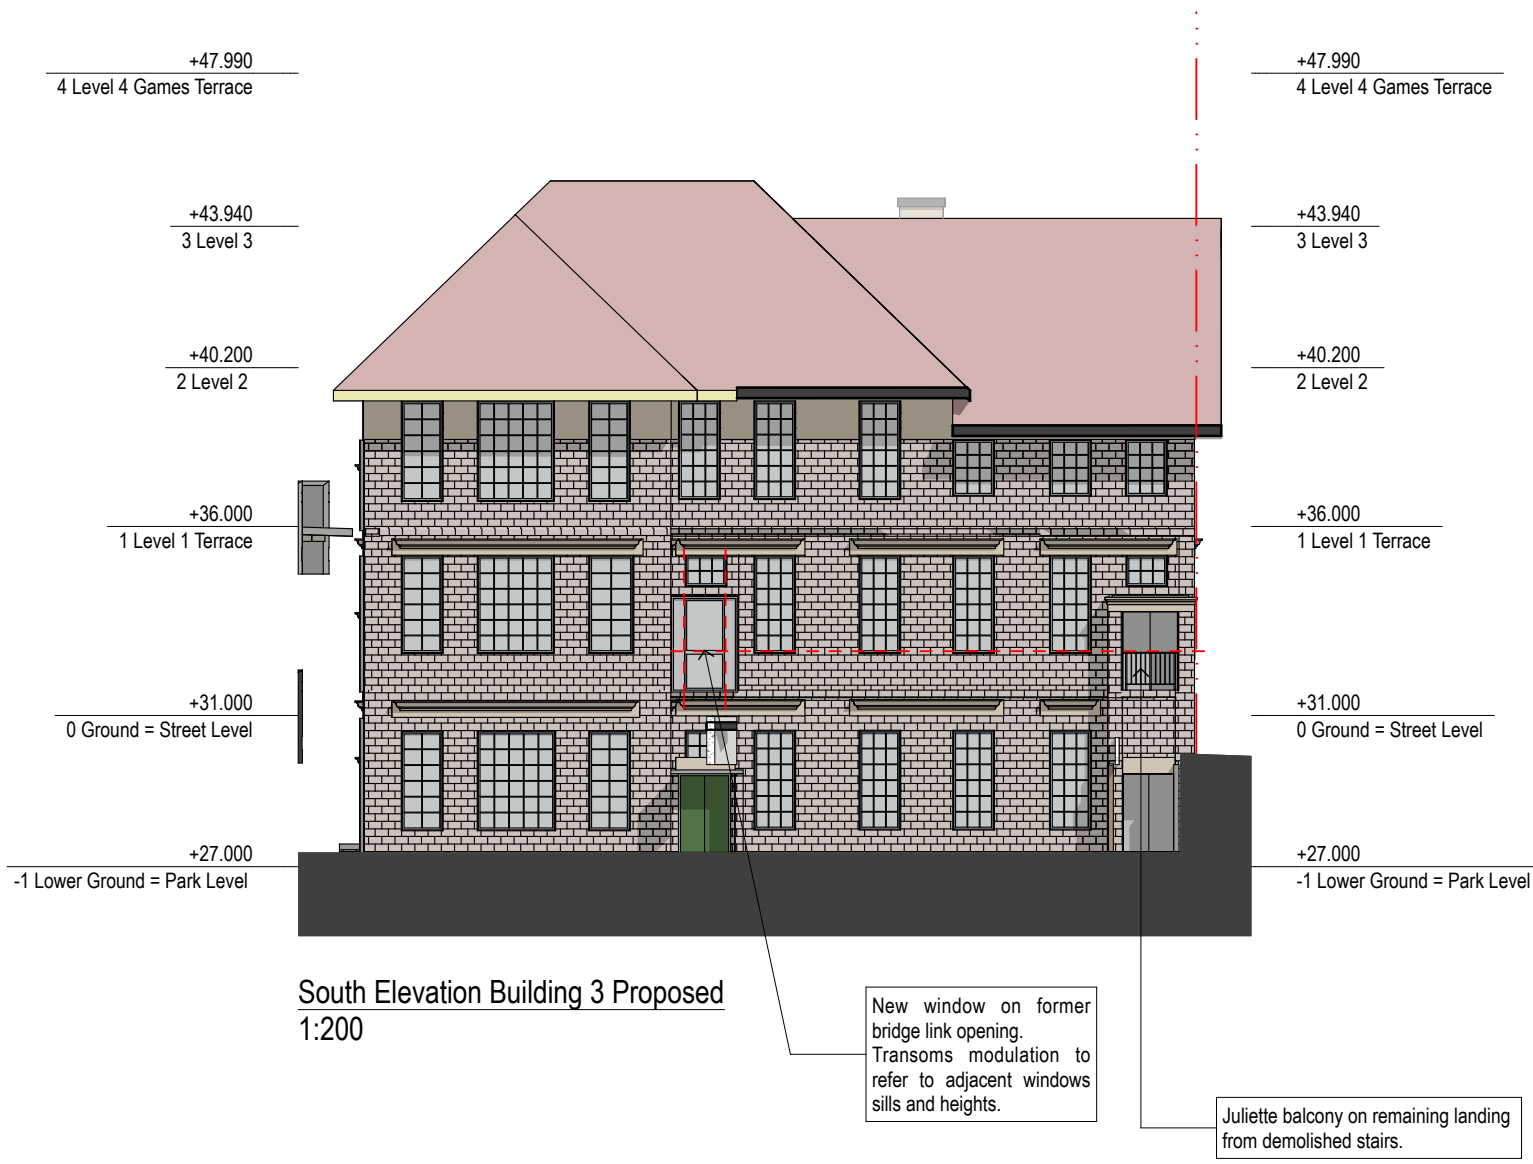 +47.990
4 Level 4 Games Terrace
+47.990
4 Level 4 Games Terrace
+43.940
3 Level 3
+43.940
3 Level 3
+40.200
2 Level 2
+40.200
2 Level 2
+36.000
1 Level 1 Terrace
+36.000
1 Level 1 Terrace
+31.000
0 Ground = Street Level
+31.000
0 Ground = Street Level
+27.000
-1 Lower Ground = Park Level
+27.000
-1 Lower Ground = Park Level
South Elevation Building 3 Proposed
1:200
New window on former
bridge link opening.
Transoms modulation to
refer to adjacent windows
sills and heights.
Juliette balcony on remaining landing
from demolished stairs.